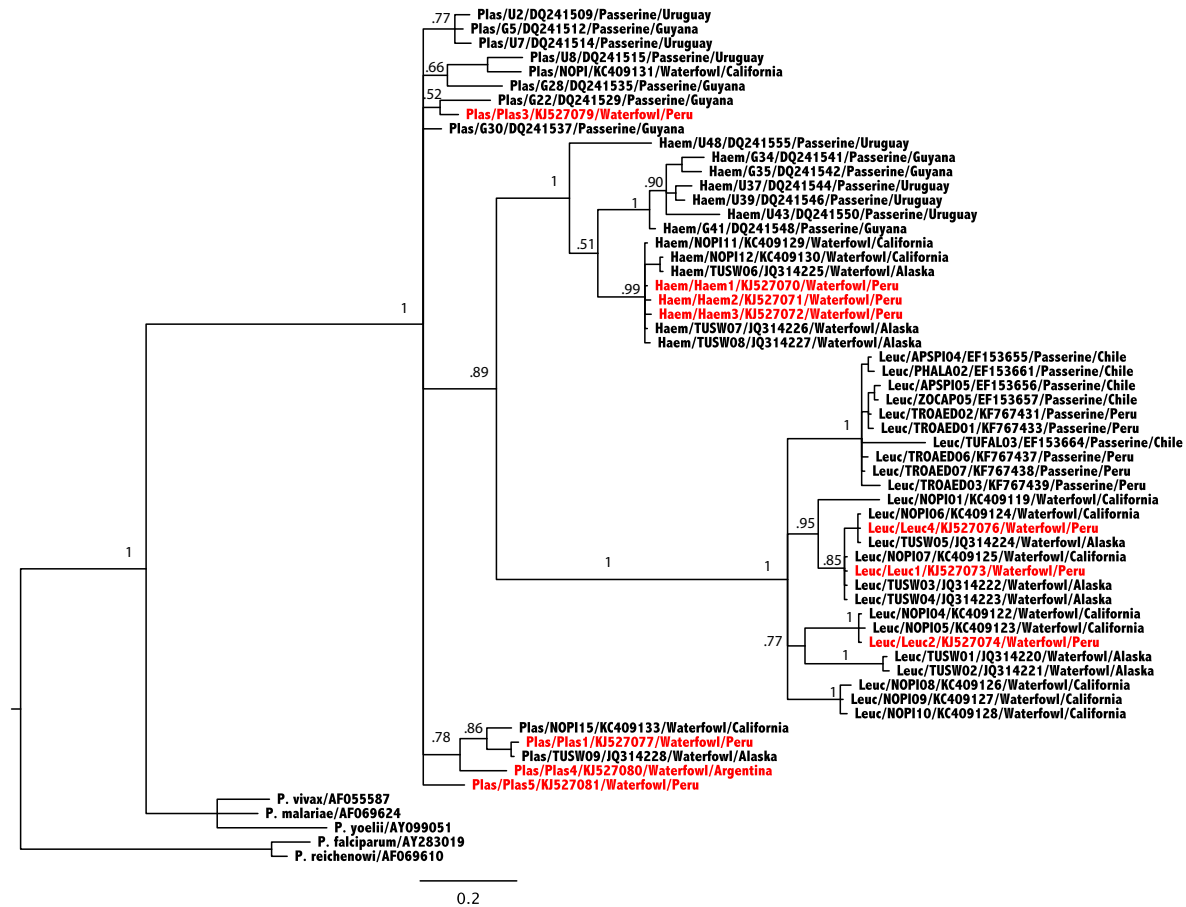 .77
Plas/U2/DQ241509/Passerine/Uruguay
Plas/G5/DQ241512/Passerine/Guyana
Plas/U7/DQ241514/Passerine/Uruguay
.66
Plas/U8/DQ241515/Passerine/Uruguay
Plas/NOPI/KC409131/Waterfowl/California
Plas/G28/DQ241535/Passerine/Guyana
.52
Plas/G22/DQ241529/Passerine/Guyana
Plas/Plas3/KJ527079/Waterfowl/Peru
Plas/G30/DQ241537/Passerine/Guyana
Haem/U48/DQ241555/Passerine/Uruguay
Haem/G34/DQ241541/Passerine/Guyana
Haem/G35/DQ241542/Passerine/Guyana
1
.90
Haem/U37/DQ241544/Passerine/Uruguay
Haem/U39/DQ241546/Passerine/Uruguay
1
Haem/U43/DQ241550/Passerine/Uruguay
Haem/G41/DQ241548/Passerine/Guyana
.51
Haem/NOPI11/KC409129/Waterfowl/California
Haem/NOPI12/KC409130/Waterfowl/California
Haem/TUSW06/JQ314225/Waterfowl/Alaska
.99
Haem/Haem1/KJ527070/Waterfowl/Peru
Haem/Haem2/KJ527071/Waterfowl/Peru
1
Haem/Haem3/KJ527072/Waterfowl/Peru
Haem/TUSW07/JQ314226/Waterfowl/Alaska
Haem/TUSW08/JQ314227/Waterfowl/Alaska
Leuc/APSPI04/EF153655/Passerine/Chile
.89
Leuc/PHALA02/EF153661/Passerine/Chile
Leuc/APSPI05/EF153656/Passerine/Chile
Leuc/ZOCAP05/EF153657/Passerine/Chile
Leuc/TROAED02/KF767431/Passerine/Peru
1
Leuc/TROAED01/KF767433/Passerine/Peru
Leuc/TUFAL03/EF153664/Passerine/Chile
Leuc/TROAED06/KF767437/Passerine/Peru
Leuc/TROAED07/KF767438/Passerine/Peru
Leuc/TROAED03/KF767439/Passerine/Peru
Leuc/NOPI01/KC409119/Waterfowl/California
Leuc/NOPI06/KC409124/Waterfowl/California
.95
Leuc/Leuc4/KJ527076/Waterfowl/Peru
Leuc/TUSW05/JQ314224/Waterfowl/Alaska
1
Leuc/NOPI07/KC409125/Waterfowl/California
1
1
.85
Leuc/Leuc1/KJ527073/Waterfowl/Peru
Leuc/TUSW03/JQ314222/Waterfowl/Alaska
Leuc/TUSW04/JQ314223/Waterfowl/Alaska
1
Leuc/NOPI04/KC409122/Waterfowl/California
Leuc/NOPI05/KC409123/Waterfowl/California
.77
Leuc/Leuc2/KJ527074/Waterfowl/Peru
1
Leuc/TUSW01/JQ314220/Waterfowl/Alaska
Leuc/TUSW02/JQ314221/Waterfowl/Alaska
1
Leuc/NOPI08/KC409126/Waterfowl/California
Leuc/NOPI09/KC409127/Waterfowl/California
Leuc/NOPI10/KC409128/Waterfowl/California
.86
Plas/NOPI15/KC409133/Waterfowl/California
.78
Plas/Plas1/KJ527077/Waterfowl/Peru
Plas/TUSW09/JQ314228/Waterfowl/Alaska
Plas/Plas4/KJ527080/Waterfowl/Argentina
Plas/Plas5/KJ527081/Waterfowl/Peru
P. vivax/AF055587
P. malariae/AF069624
P. yoelii/AY099051
P. falciparum/AY283019
P. reichenowi/AF069610
0.2